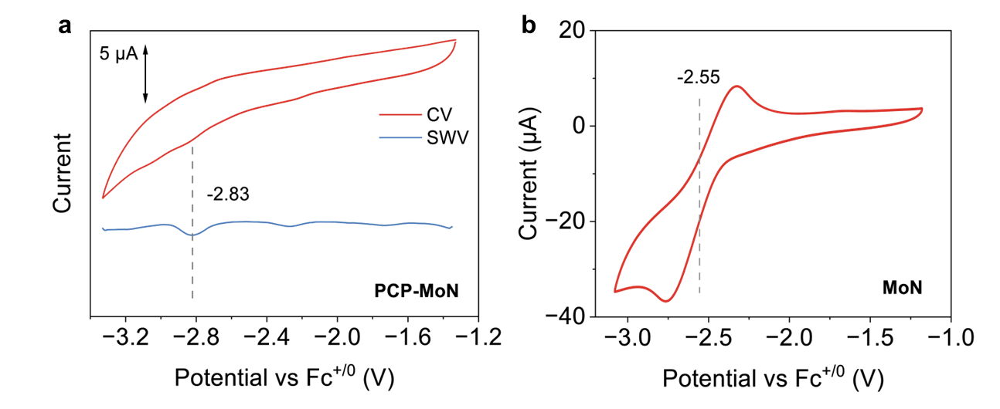 a
5 μA
CV
SWV
-2.83
PCP-MoN
Current
−3.2 −2.8 −2.4 −2.0 −1.6 −1.2
Potential vs Fc+/0 (V)
b
20
0
−20
−40
-2.55
MoN
Current (μA)
−3.0 −2.5 −2.0 −1.5 −1.0
Potential vs Fc+/0 (V)